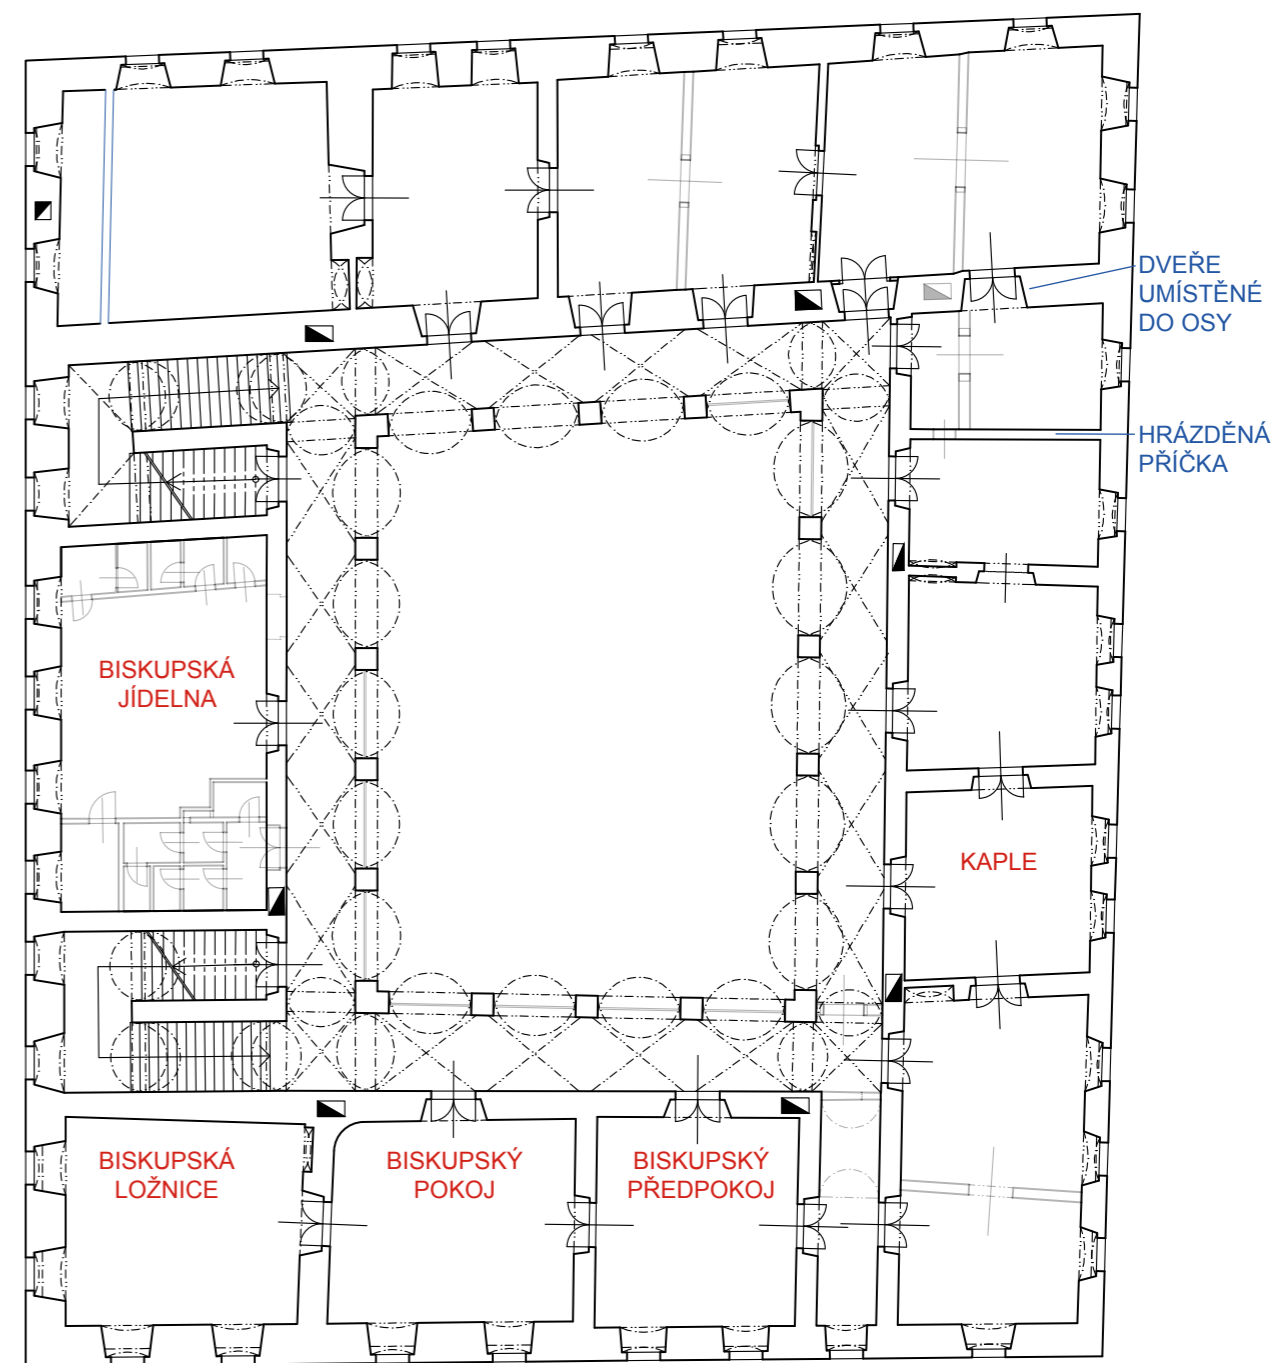 DVEŘE
UMÍSTĚNÉ
DO OSY
HRÁZDĚNÁ
PŘÍČKA
BISKUPSKÁ
JÍDELNA
KAPLE
BISKUPSKÁ
LOŽNICE
BISKUPSKÝ
POKOJ
BISKUPSKÝ
PŘEDPOKOJ